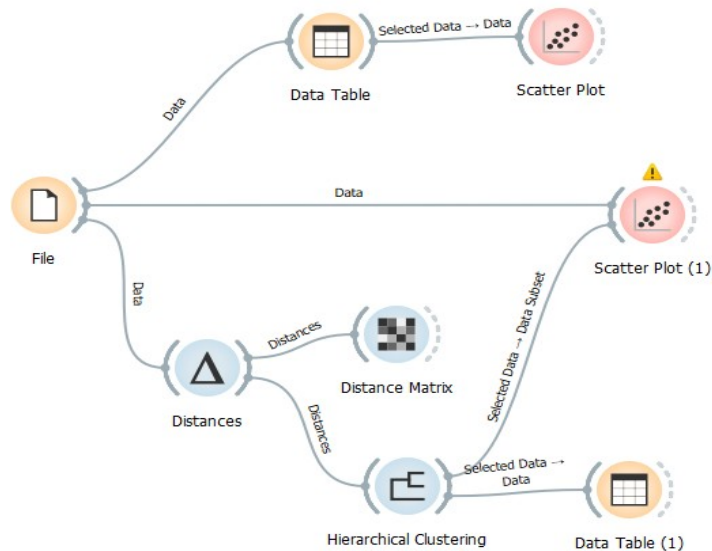 Selected Data → Data
Data Table
Scatter Plot
Data
Data
File
Scatter Plot (1)
Data
Selected Data → Data Subset
Distances
Distance Matrix
Distances
Distances
Selected Data →
Data
Hierarchical Clustering
Data Table (1)